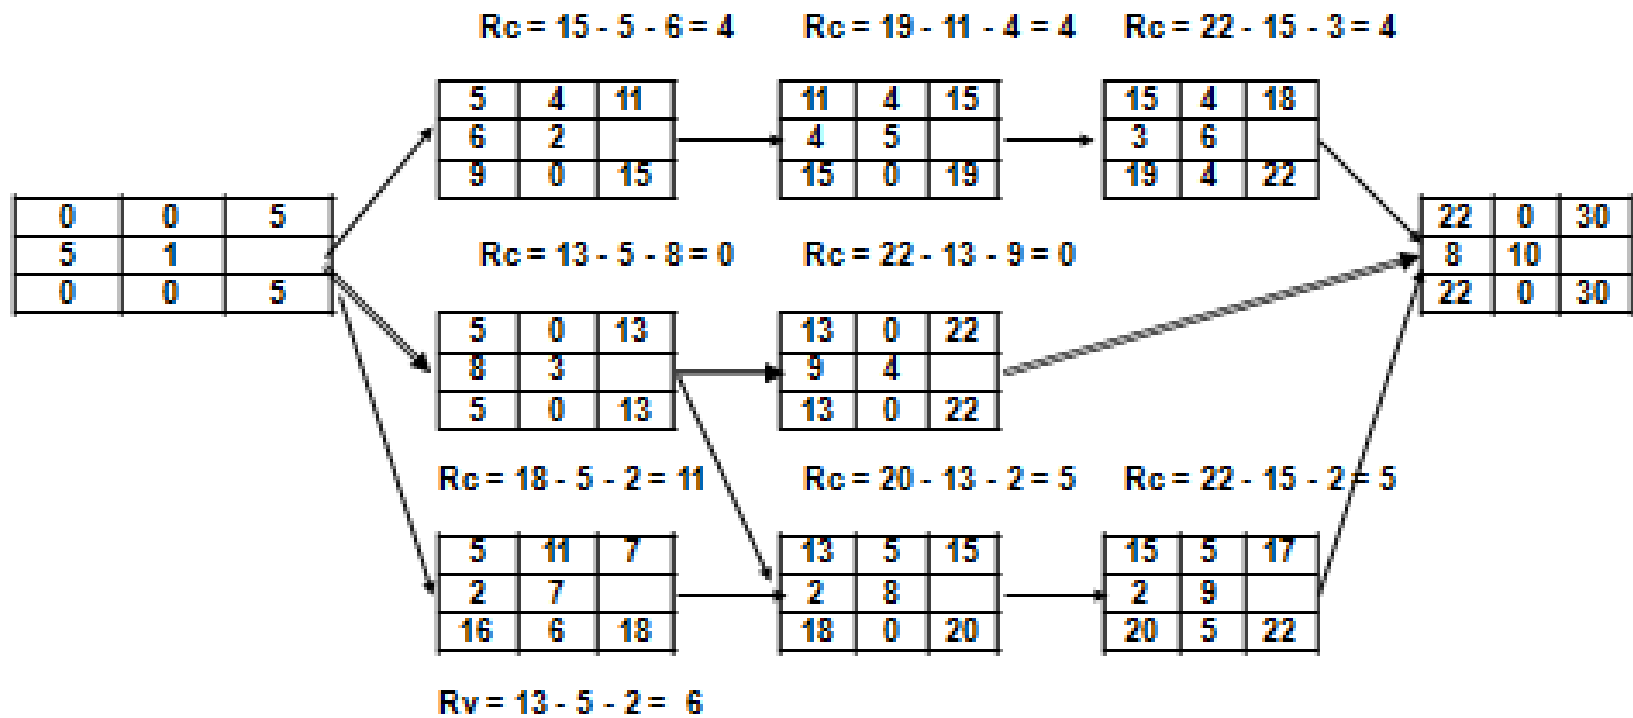 Rc = 15 - 5 - 6 = 4 Rc = 19 - 11 - 4 = 4 Rc = 22 - 15 - 3 = 4
5 4 11 11 4 15 15 4 18
6 2 4 5 3 6
9 0 15 15 0 19 19 4 22
0 0 5 22 0 30
5 1 8 10
0 0 5 22 0 30
Rc = 13 - 5 - 8 = 0 Rc = 22 - 13 - 9 = 0
5 0 13 13 0 22
8 3 9 4
5 0 13 13 0 22
Rc = 18 - 5 - 2 = 11 Rc = 20 - 13 - 2 = 5 Rc = 22 - 15 - 2 = 5
5 11 7 13 5 15 15 5 17
2 7 2 8 2 9
16 6 18 18 0 20 20 5 22
Rv = 13 - 5 - 2 = 6